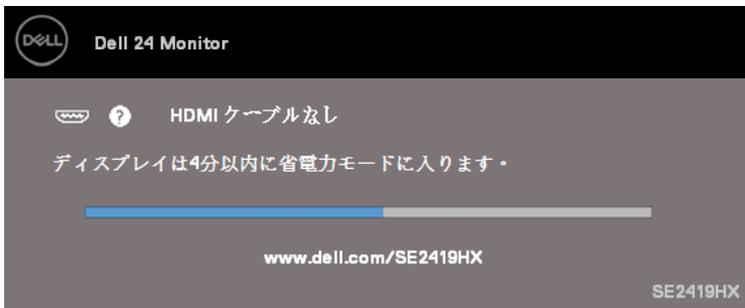 DELL
Dell 24 Monitor
? HDMI ケーブルなし
ディスプレイは4分以内に省電力モードに入ります。
www.dell.com/SE2419HX
SE2419HX